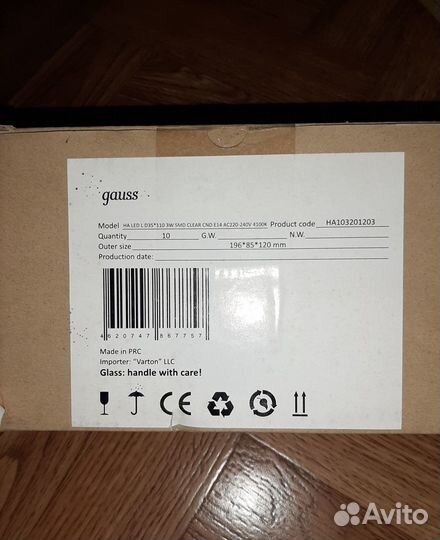 gauss
Model HA LED L D35*110 3W SMD CLEAR CND E14 AC220-240V 4100K Product code HA103201203
Quantity 10 G.W. N.W.
Outer size 196*85*120 mm
Production date:
4 620747 867757
Made in PRC
Importer: "Varton" LLC
Glass: handle with care!
CE
Avito